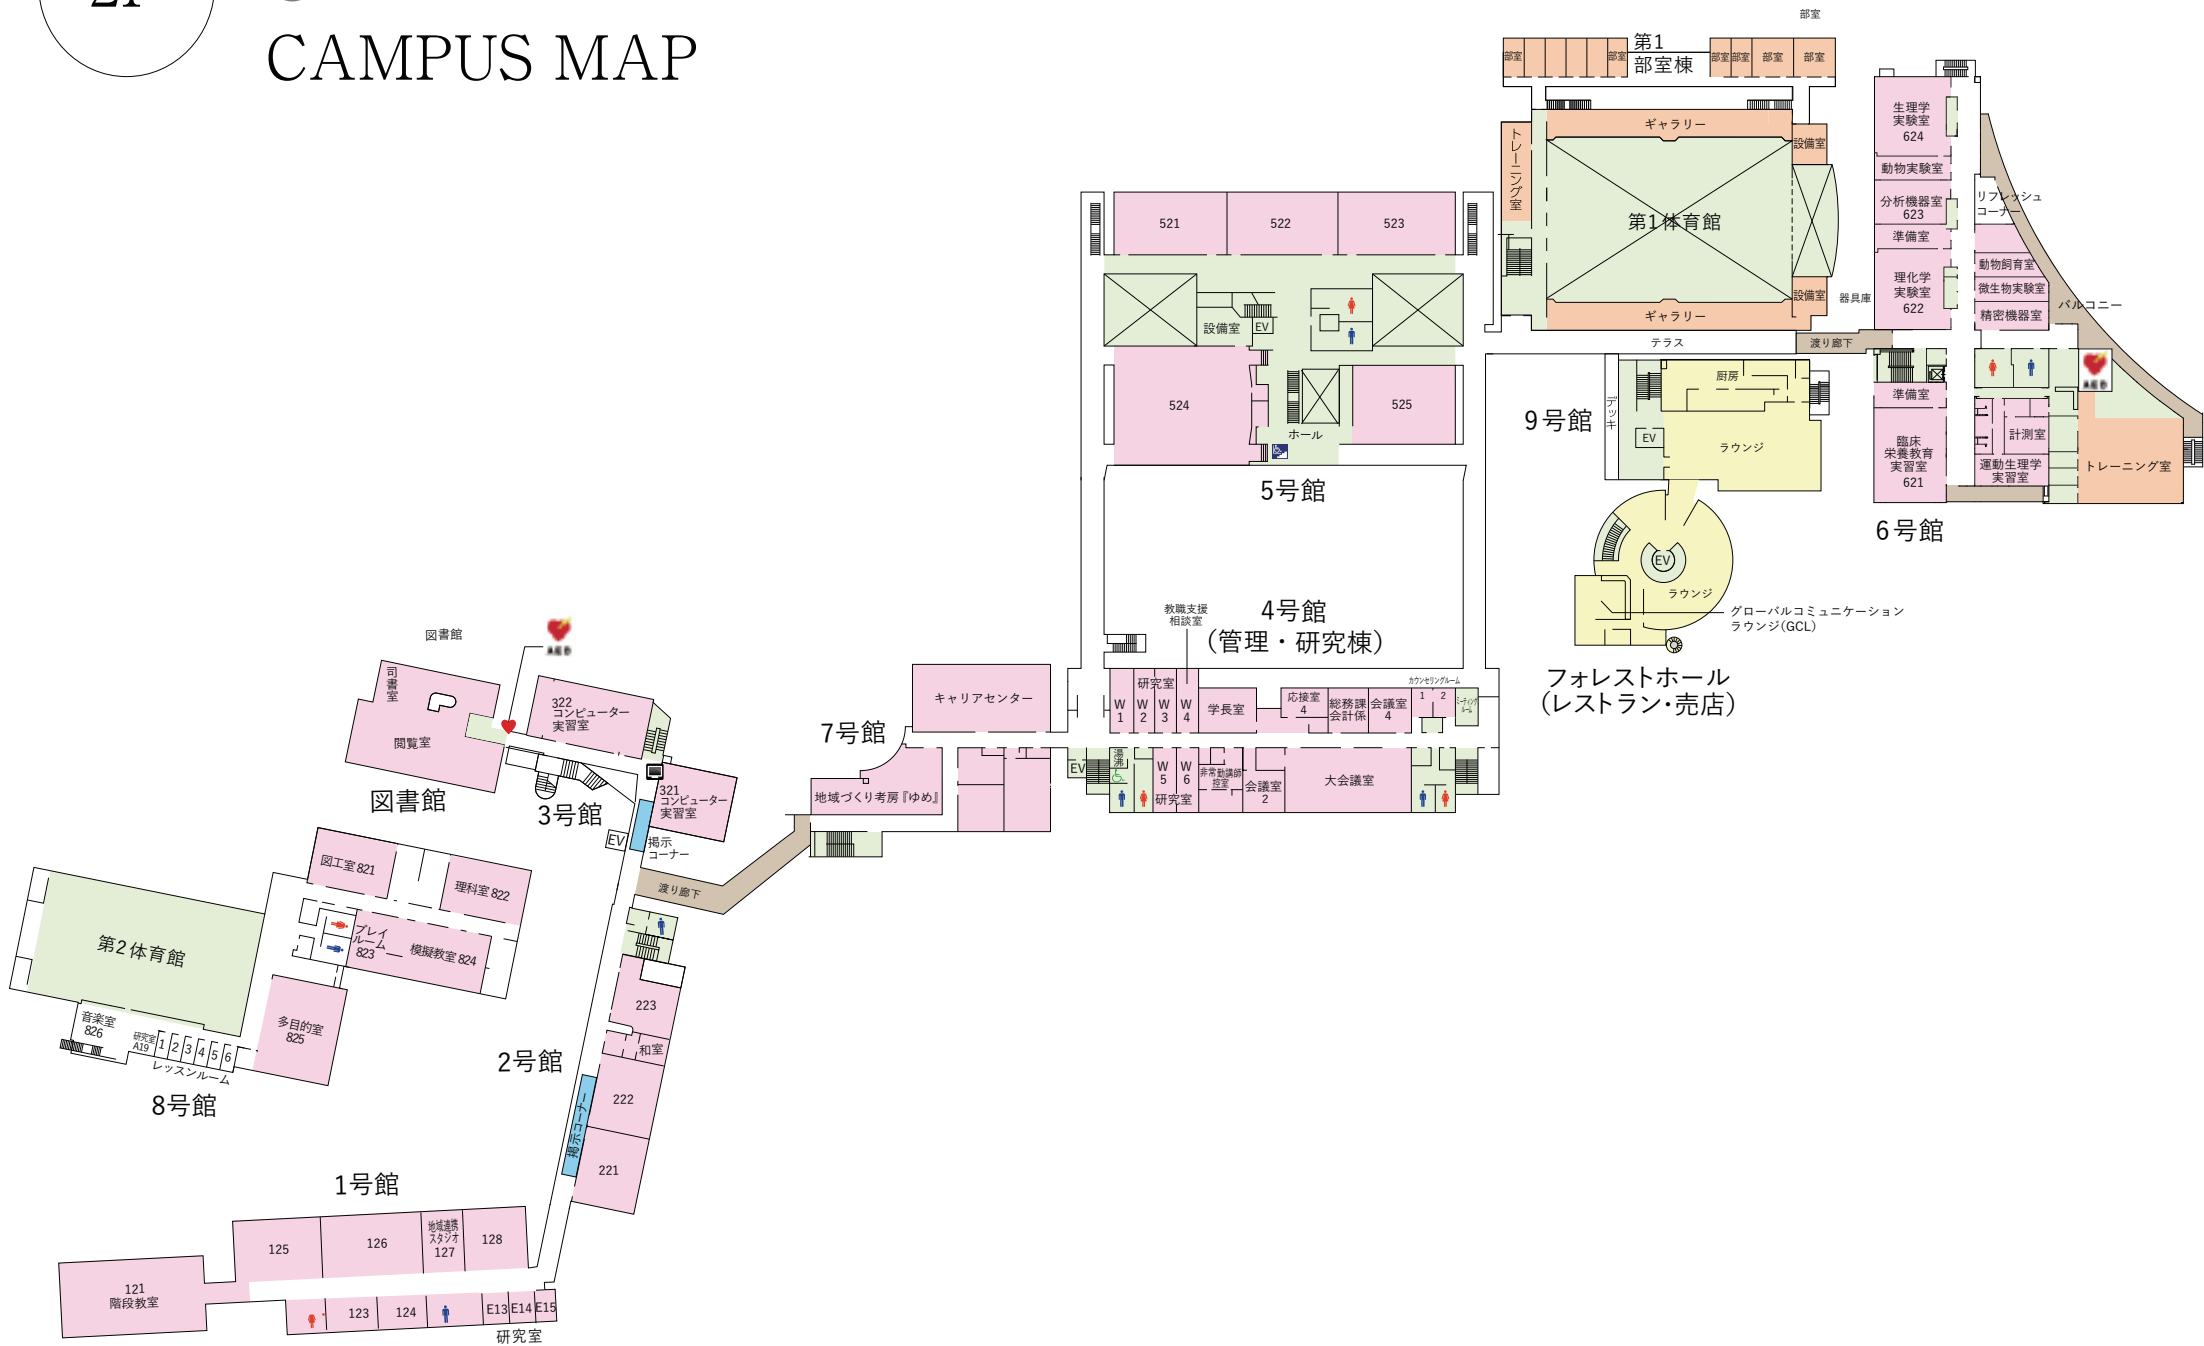 CAMPUS MAP
部室
部室
部室
第1
部室棟
部室
部室
部室
部室
ギャラリー
トレーニング室
設備室
第1体育館
設備室
ギャラリー
器具庫
テラス
渡り廊下
生理学
実験室
624
動物実験室
分析機器室
623
準備室
理化学
実験室
622
リフレッシュ
コーナー
動物飼育室
微生物実験室
精密機器室
バルコニー
AED
準備室
臨床
栄養教育
実習室
621
計測室
運動生理学
実習室
トレーニング室
6号館
521
522
523
設備室
EV
524
525
ホール
5号館
9号館
デッキ
厨房
EV
ラウンジ
EV
ラウンジ
グローバルコミュニケーション
ラウンジ(GCL)
フォレストホール
(レストラン・売店)
教職支援
相談室
4号館
(管理・研究棟)
研究室
W
1
W
2
W
3
W
4
学長室
応接室
4
総務課
会計係
会議室
4
カウンセリングルーム
1
2
ミーティング
ルーム
EV
湯沸
W
5
W
6
研究室
非常勤講師
控室
会議室
2
大会議室
キャリアセンター
7号館
地域づくり考房『ゆめ』
渡り廊下
図書館
AED
司書室
閲覧室
図書館
322
コンピューター
実習室
321
コンピューター
実習室
3号館
EV
掲示
コーナー
図工室 821
理科室 822
プレイ
ルーム
823
模擬教室 824
第2体育館
多目的室
825
音楽室
826
研究室
A19
1
2
3
4
5
6
レッスンルーム
8号館
2号館
223
和室
222
221
掲示コーナー
1号館
121
階段教室
125
126
地域連携
スタジオ
127
128
123
124
E13
E14
E15
研究室